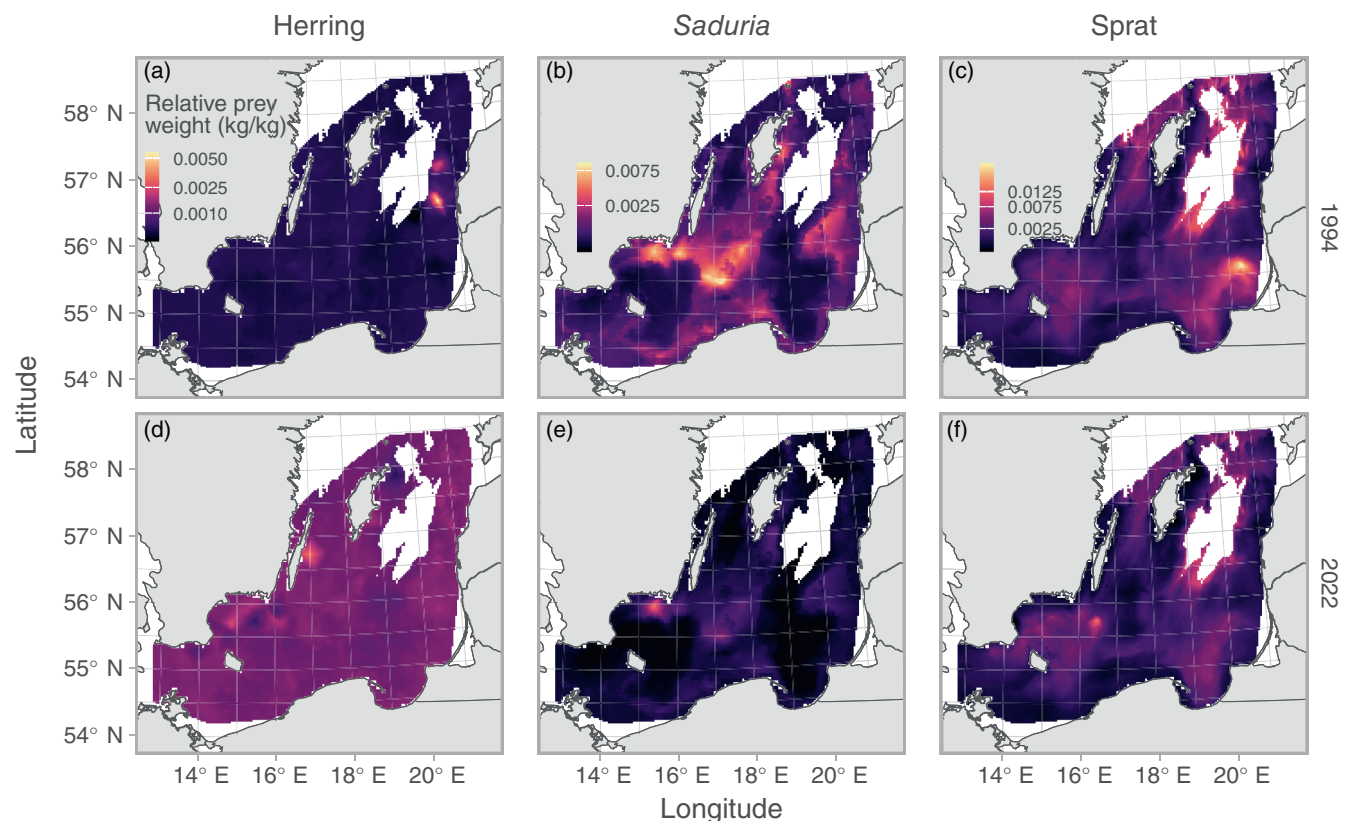 Herring
Saduria
Sprat
(a)
Relative prey
weight (kg/kg)
0.0050
0.0025
0.0010
(b)
0.0075
0.0025
(c)
0.0125
0.0075
0.0025
58° N
57° N
56° N
55° N
54° N
1994
Latitude
(d)
(e)
(f)
58° N
57° N
56° N
55° N
54° N
2022
14° E 16° E 18° E 20° E
14° E 16° E 18° E 20° E
14° E 16° E 18° E 20° E
Longitude